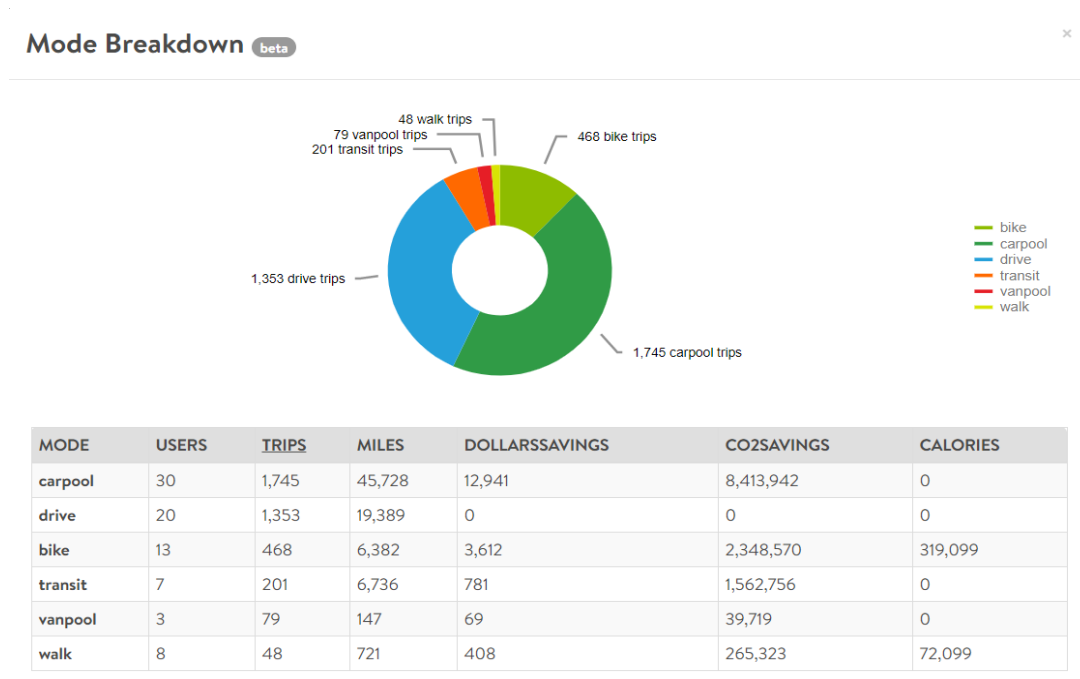 Mode Breakdown beta
×
48 walk trips
79 vanpool trips
468 bike trips
201 transit trips
bike
carpool
drive
transit
vanpool
walk
1,353 drive trips
1,745 carpool trips
MODE USERS TRIPS MILES DOLLARSSAVINGS CO2SAVINGS CALORIES
carpool 30 1,745 45,728 12,941 8,413,942 0
drive 20 1,353 19,389 0 0 0
bike 13 468 6,382 3,612 2,348,570 319,099
transit 7 201 6,736 781 1,562,756 0
vanpool 3 79 147 69 39,719 0
walk 8 48 721 408 265,323 72,099